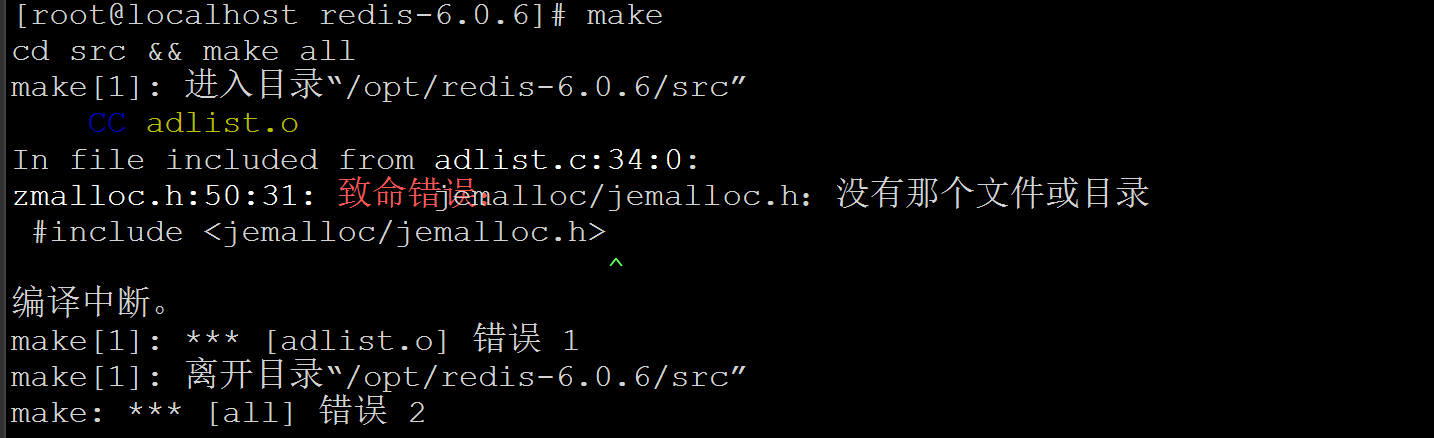 [root@localhost redis-6.0.6]# make
cd src && make all
make[1]: 进入目录“/opt/redis-6.0.6/src”
    CC adlist.o
In file included from adlist.c:34:0:
zmalloc.h:50:31: 致命错误：jemalloc/jemalloc.h：没有那个文件或目录
 #include <jemalloc/jemalloc.h>
                               ^
编译中断。
make[1]: *** [adlist.o] 错误 1
make[1]: 离开目录“/opt/redis-6.0.6/src”
make: *** [all] 错误 2